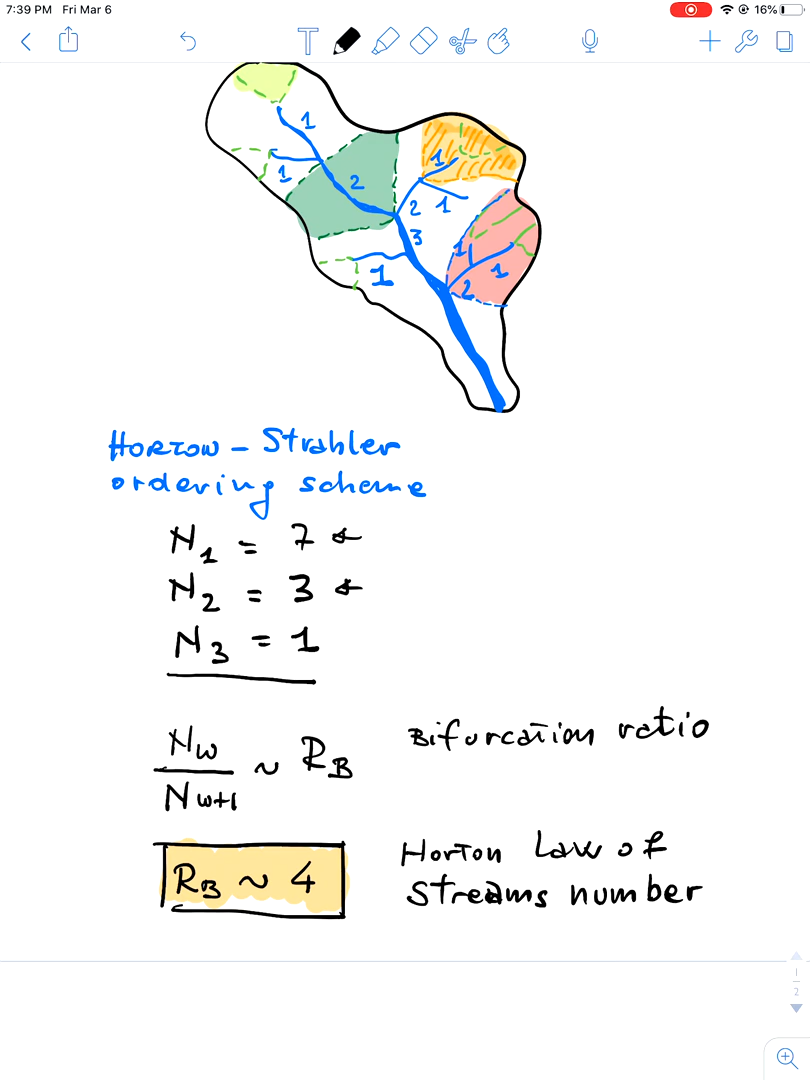 7:39 PM Fri Mar 6 16%
T
1
1
2
1
2
1
3
1
1
1
2
Horton - Strahler
ordering scheme
N1 = 7
N2 = 3
N3 = 1
Nω
Nω+1
~ RB
Bifurcation ratio
RB ~ 4
Horton Law of
Streams number
1
2